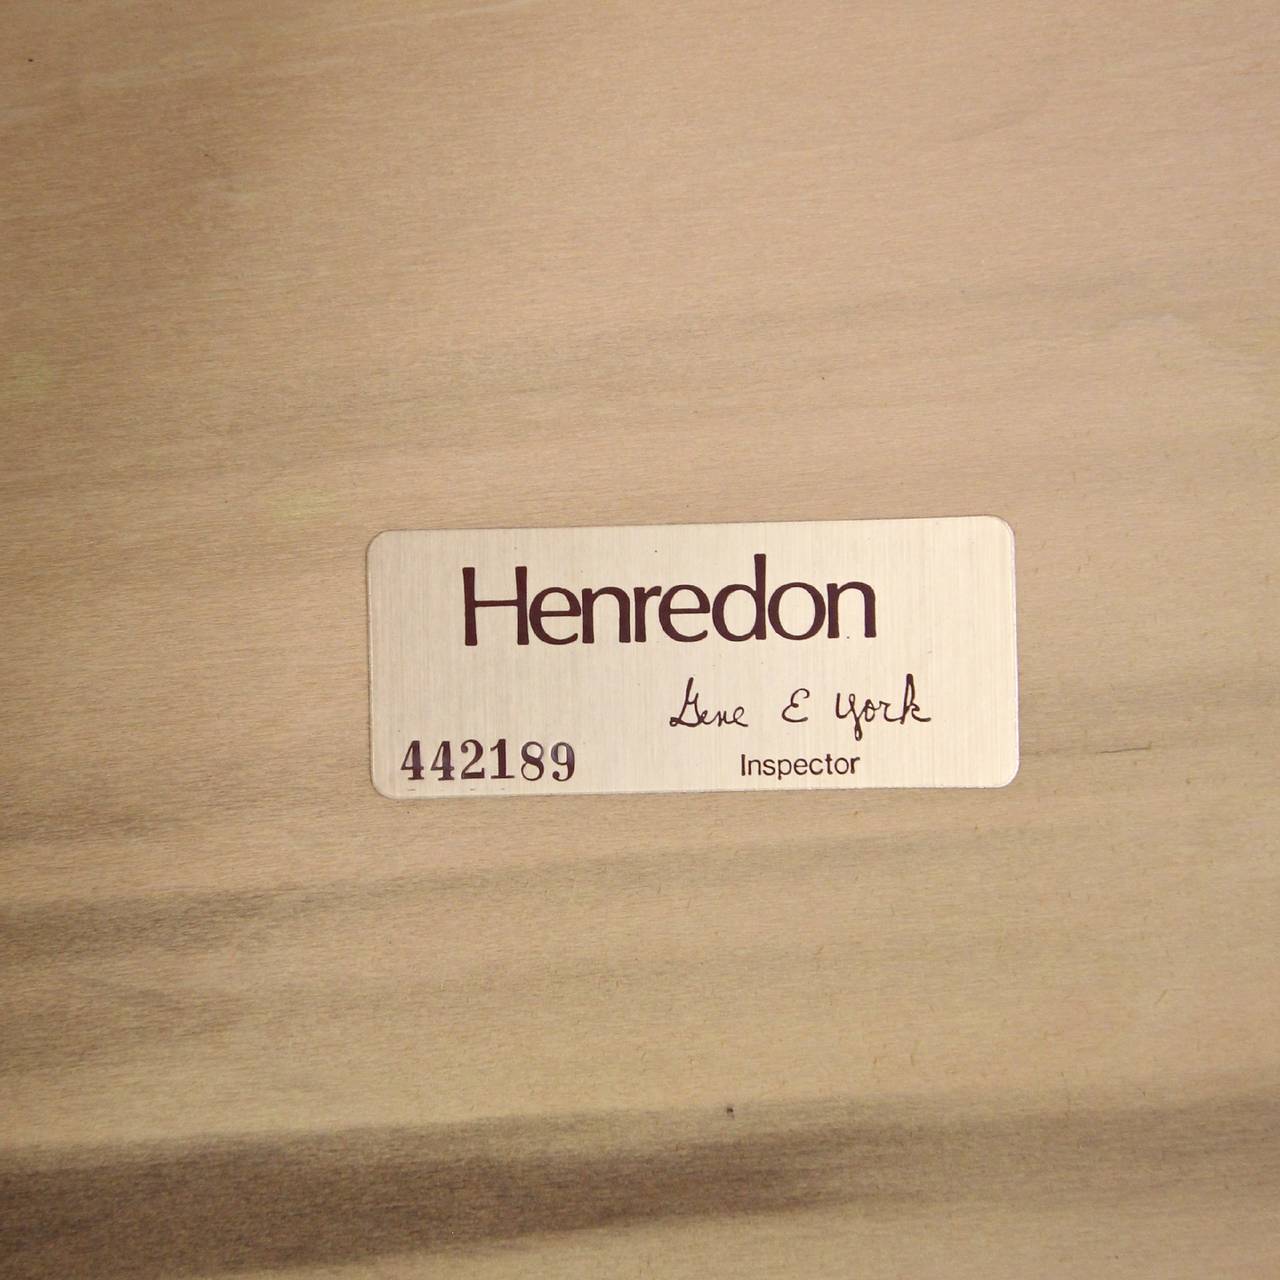 Henredon
Gene E York
442189
Inspector